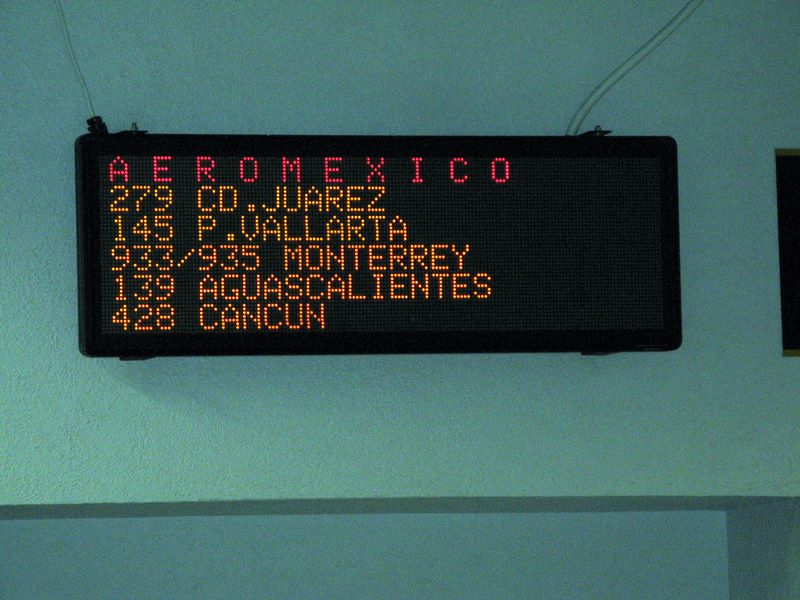 AEROMEXICO
279 CD.JUAREZ
145 P.VALLARTA
933/935 MONTERREY
139 AGUASCALIENTES
428 CANCUN